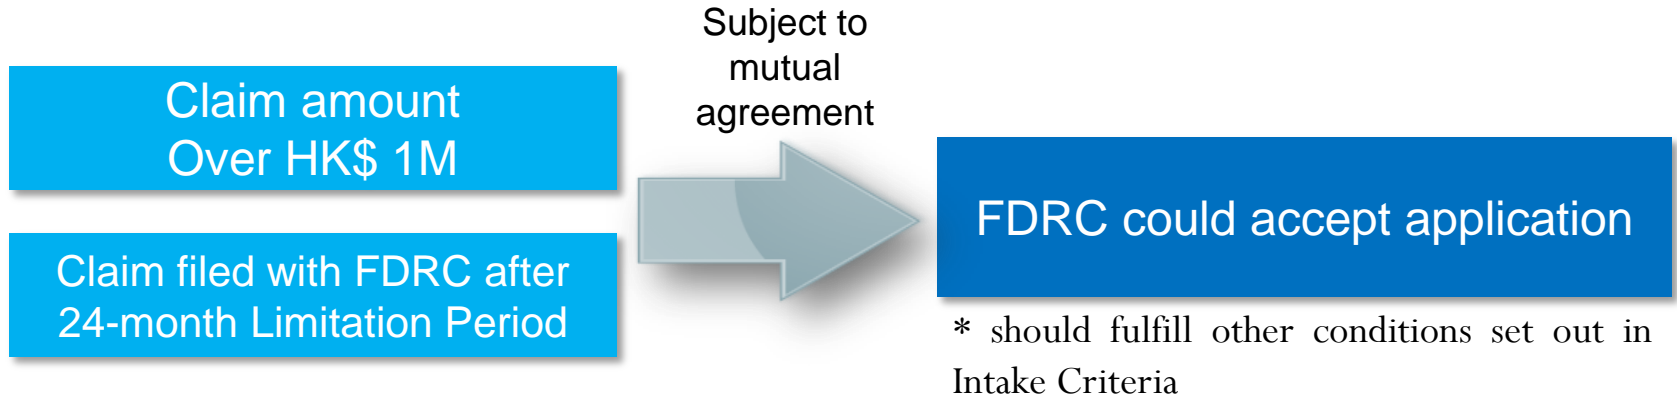 Claim amount
Over HK$ 1M
Claim filed with FDRC after
24-month Limitation Period
Subject to
mutual
agreement
FDRC could accept application
* should fulfill other conditions set out in
Intake Criteria